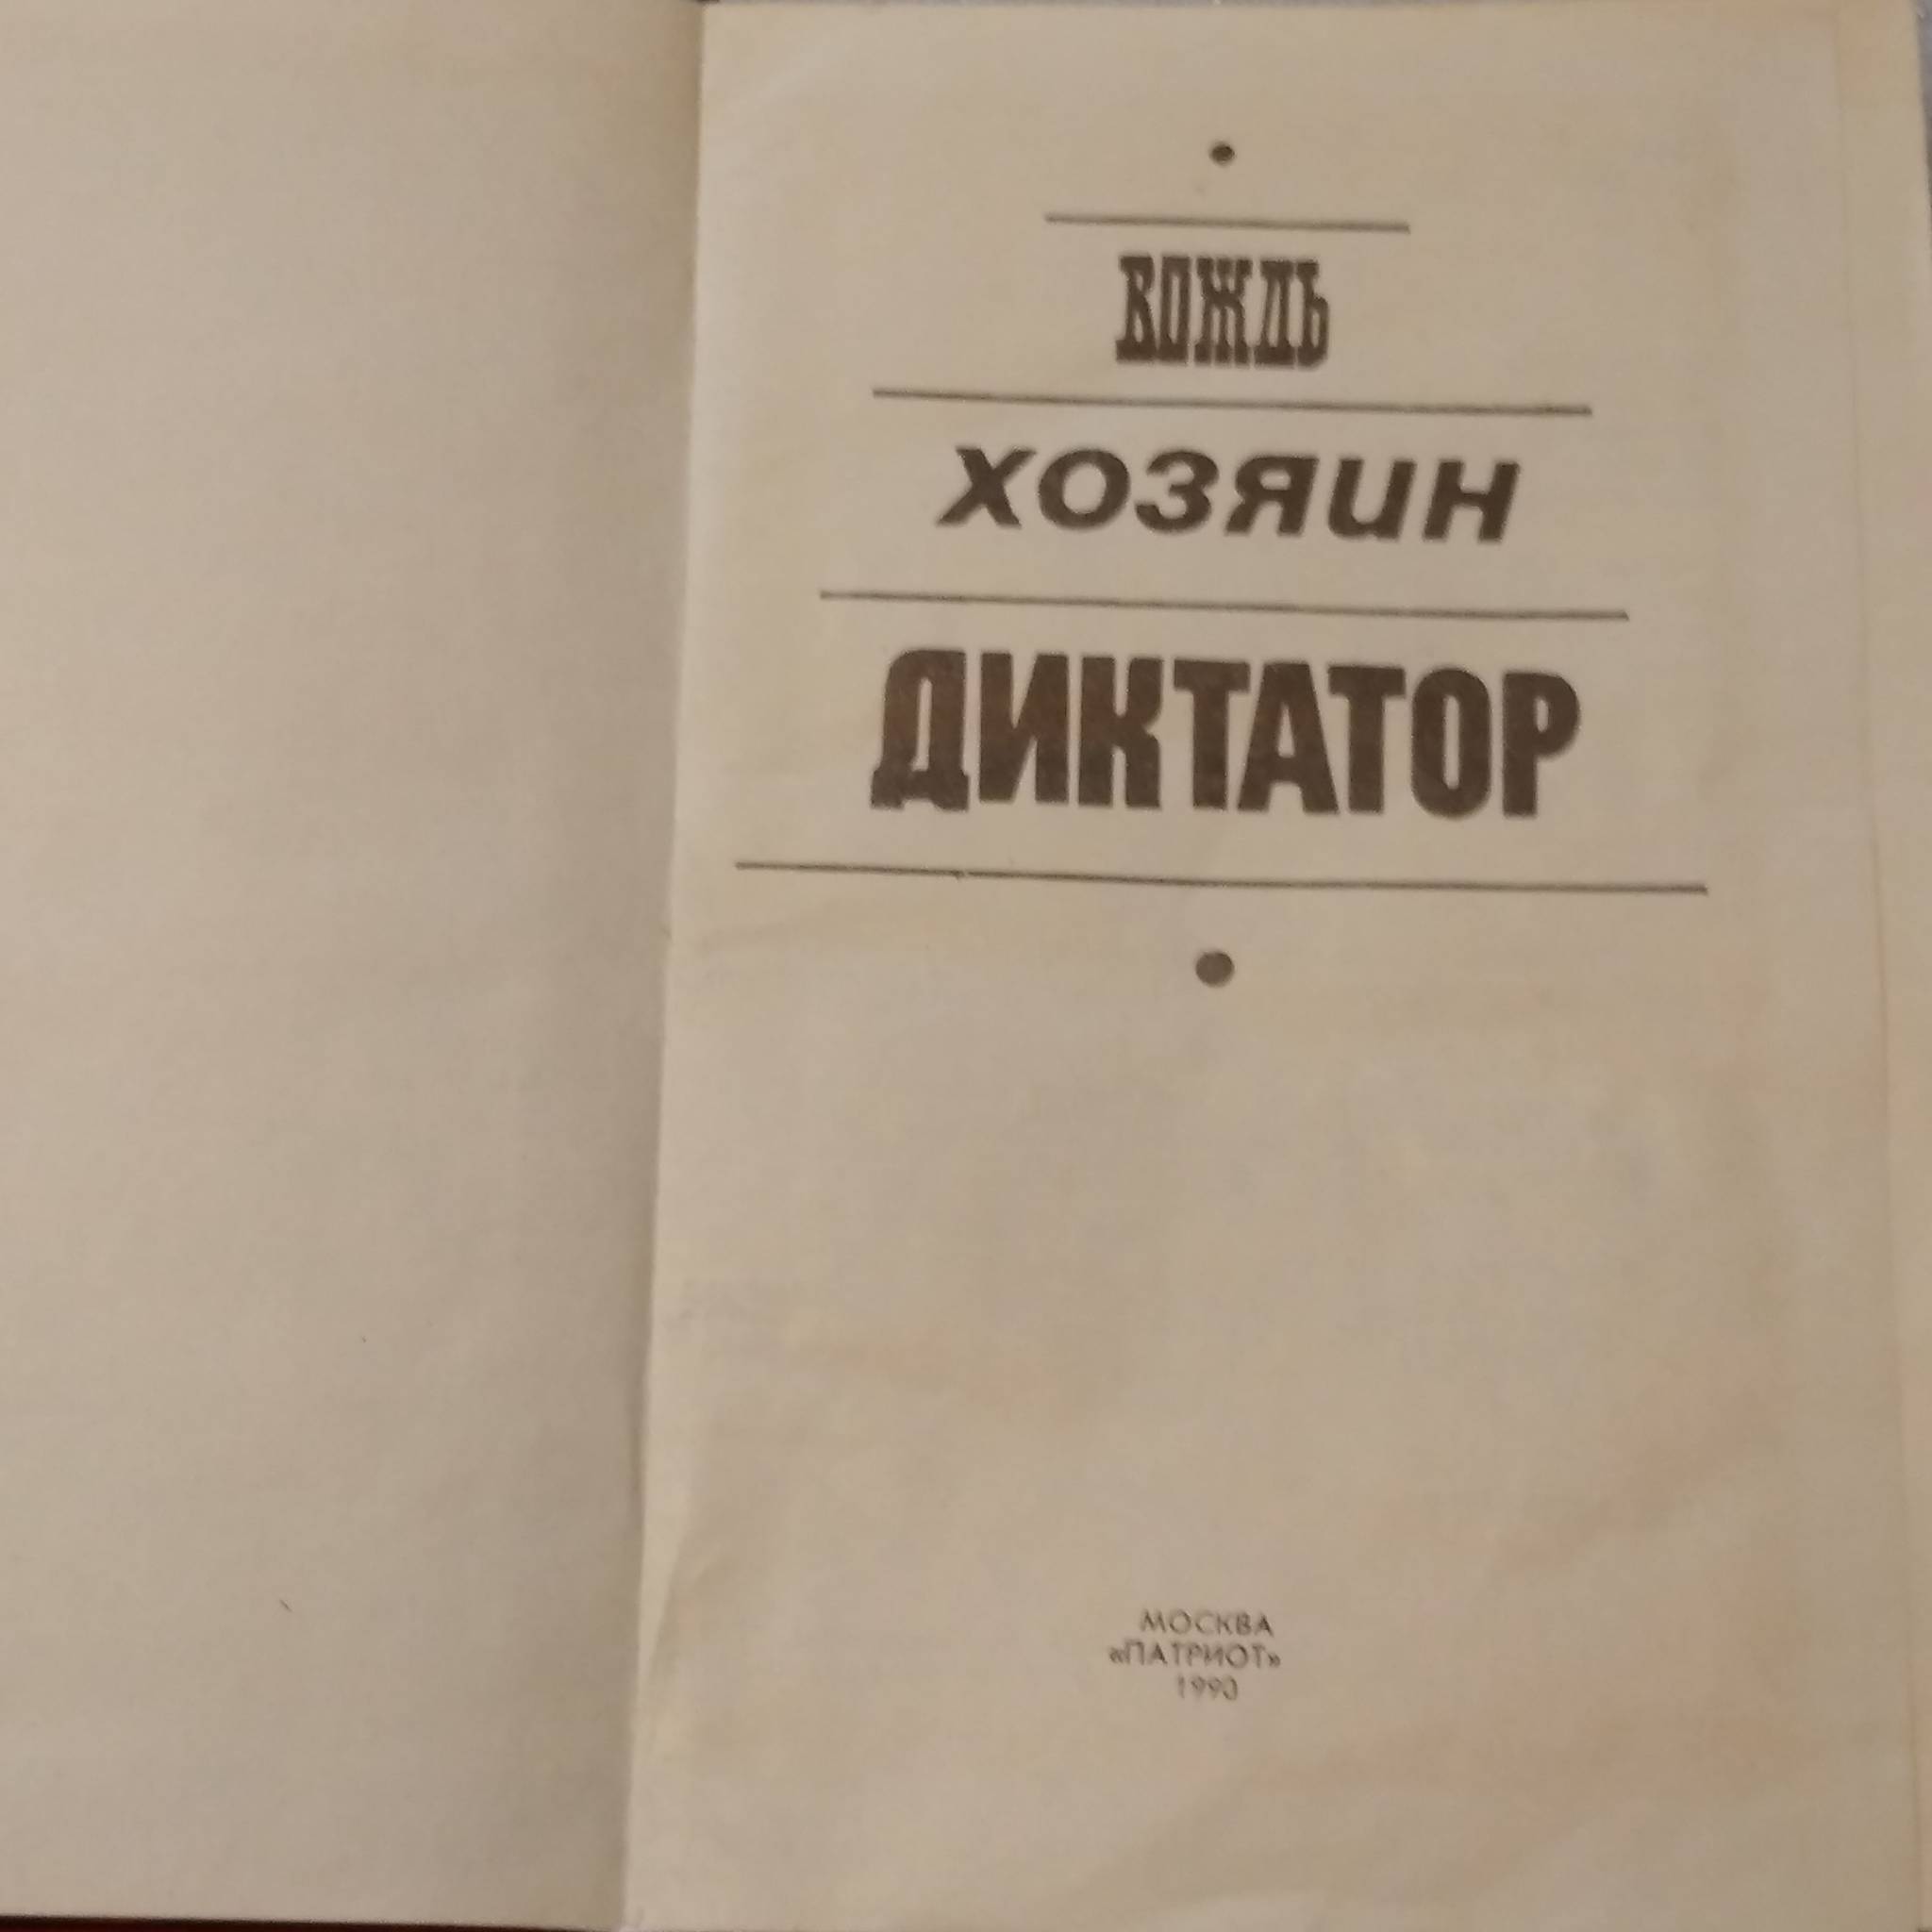 ВОЖДЬ
ХОЗЯИН
ДИКТАТОР
МОСКВА
«ПАТРИОТ»
1990